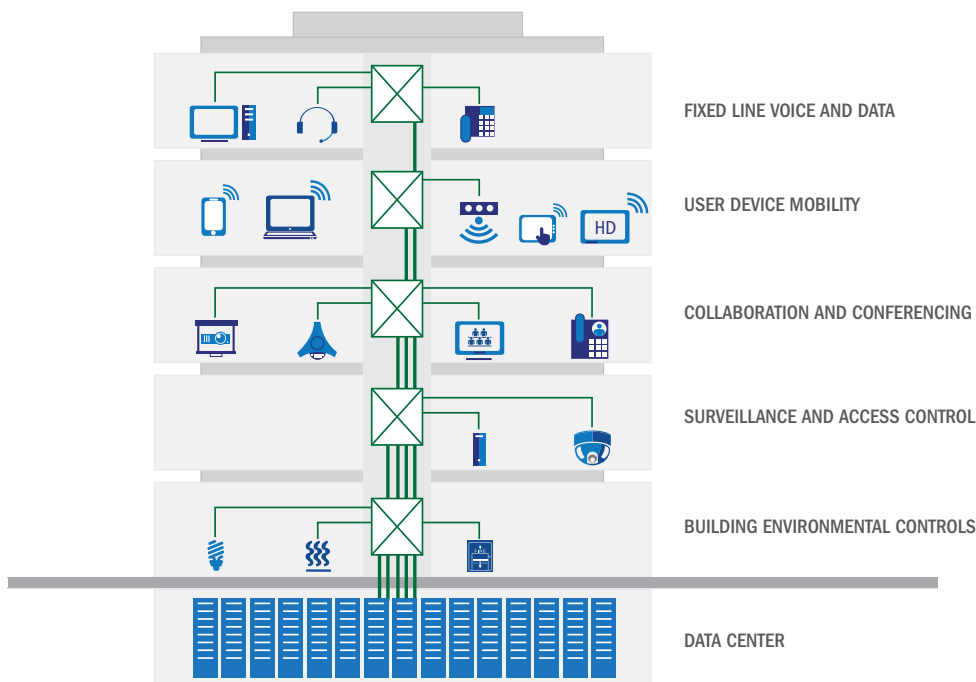 FIXED LINE VOICE AND DATA
USER DEVICE MOBILITY
HD
COLLABORATION AND CONFERENCING
SURVEILLANCE AND ACCESS CONTROL
BUILDING ENVIRONMENTAL CONTROLS
DATA CENTER